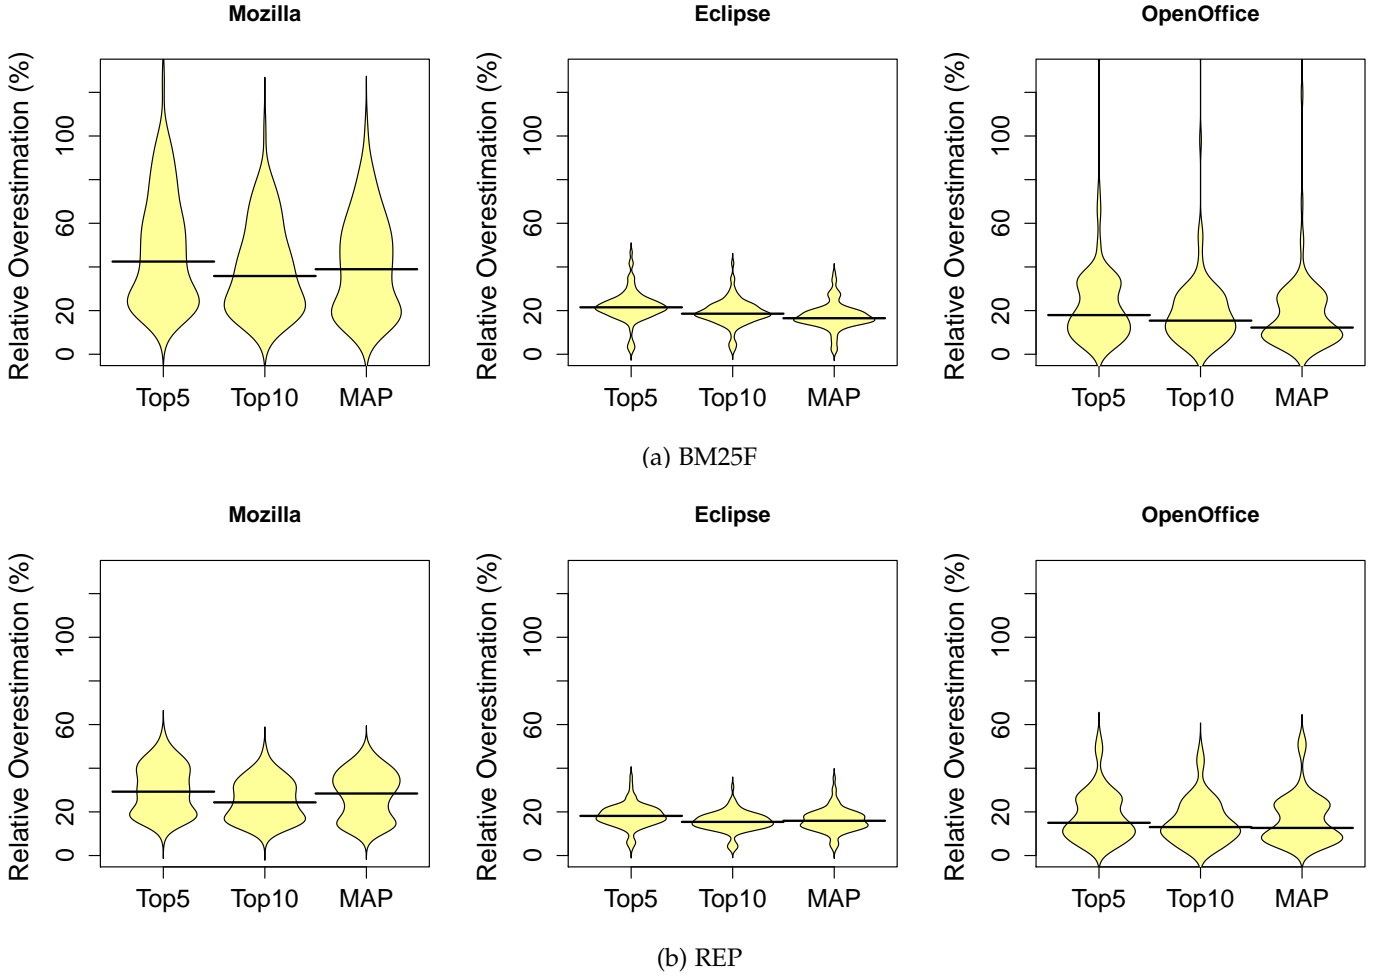 Mozilla
Eclipse
OpenOffice
Relative Overestimation (%)
0 20 60 100
Top5 Top10 MAP
Relative Overestimation (%)
0 20 60 100
Top5 Top10 MAP
Relative Overestimation (%)
0 20 60 100
Top5 Top10 MAP
(a) BM25F
Mozilla
Eclipse
OpenOffice
Relative Overestimation (%)
0 20 60 100
Top5 Top10 MAP
Relative Overestimation (%)
0 20 60 100
Top5 Top10 MAP
Relative Overestimation (%)
0 20 60 100
Top5 Top10 MAP
(b) REP